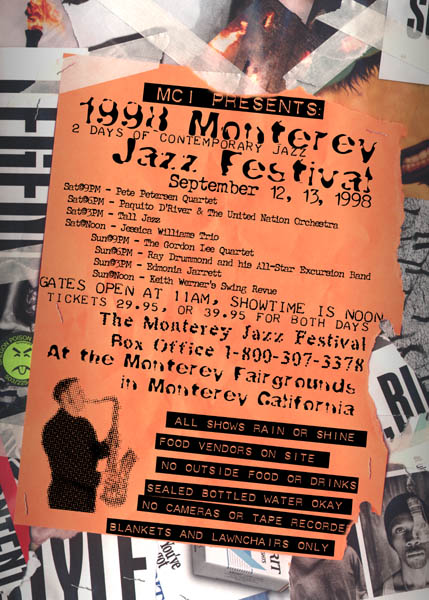 MCI PRESENTS:
1998 Monterey
2 DAYS OF CONTEMPORARY JAZZ
Jazz Festival
September 12, 13, 1998
Sat@9PM - Pete Petersen Quartet
Sat@6PM - Paquito D'River & The United Nation Orchestra
Sat@3PM - Tall Jazz
Sat@Noon - Jessica Williams Trio
Sun@9PM - The Gordon Lee Quartet
Sun@6PM - Ray Drummond and his All-Star Excursion Band
Sun@3PM - Edmonia Jarrett
Sun@Noon - Keith Werner's Swing Revue
GATES OPEN AT 11AM, SHOWTIME IS NOON
TICKETS 29.95, OR 39.95 FOR BOTH DAYS
The Monterey Jazz Festival
Box Office 1-800-307-3378
At the Monterey Fairgrounds
in Monterey California
ALL SHOWS RAIN OR SHINE
FOOD VENDORS ON SITE
NO OUTSIDE FOOD OR DRINKS
SEALED BOTTLED WATER OKAY
NO CAMERAS OR TAPE RECORDE
BLANKETS AND LAWNCHAIRS ONLY